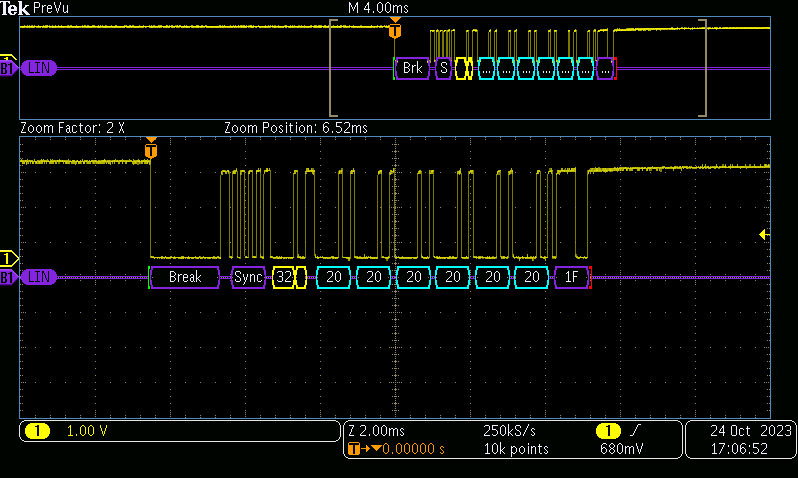 Tek PreVu M 4.00ms
T
Brk S ... ... ... ... ... ... ...
B1 LIN
Zoom Factor: 2 X Zoom Position: 6.52ms
T
1
B1 LIN Break Sync 32 20 20 20 20 20 20 1F
1 1.00 V
Z 2.00ms 250kS/s 1 680mV
T→▼0.00000 s 10k points
24 Oct 2023
17:06:52